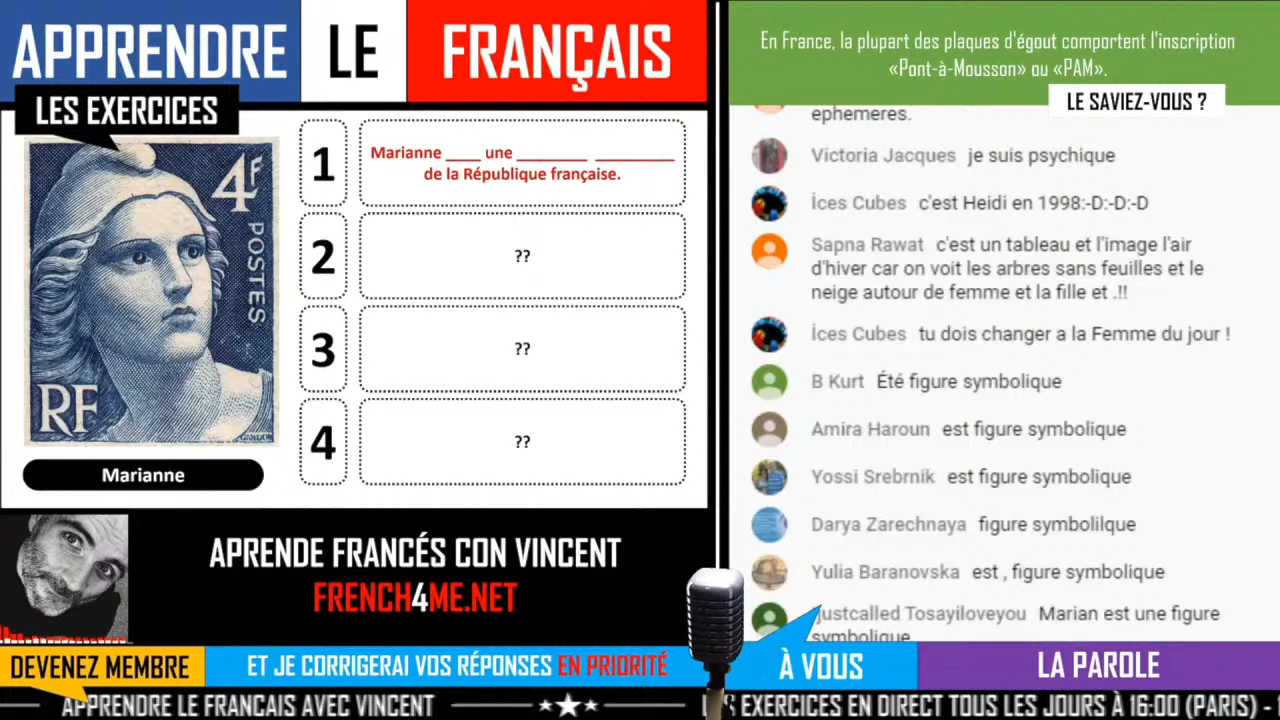 APPRENDRE LE FRANÇAIS
LES EXERCICES
4F
POSTES
RF
Marianne
1
Marianne ____ une ________ _________
de la République française.
2
??
3
??
4
??
APRENDE FRANCÉS CON VINCENT
FRENCH4ME.NET
DEVENEZ MEMBRE
ET JE CORRIGERAI VOS RÉPONSES EN PRIORITÉ
En France, la plupart des plaques d'égout comportent l'inscription
«Pont-à-Mousson» ou «PAM».
LE SAVIEZ-VOUS ?
ephemeres.
Victoria Jacques je suis psychique
İces Cubes c'est Heidi en 1998:-D:-D:-D
Sapna Rawat c'est un tableau et l'image l'air
d'hiver car on voit les arbres sans feuilles et le
neige autour de femme et la fille et .!!
İces Cubes tu dois changer a la Femme du jour !
B Kurt Été figure symbolique
Amira Haroun est figure symbolique
Yossi Srebrnik est figure symbolique
Darya Zarechnaya figure symbolilque
Yulia Baranovska est , figure symbolique
justcalled Tosayiloveyou Marian est une figure
symbolique
À VOUS
LA PAROLE
APPRENDRE LE FRANCAIS AVEC VINCENT
EXERCICES EN DIRECT TOUS LES JOURS À 16:00 (PARIS) -